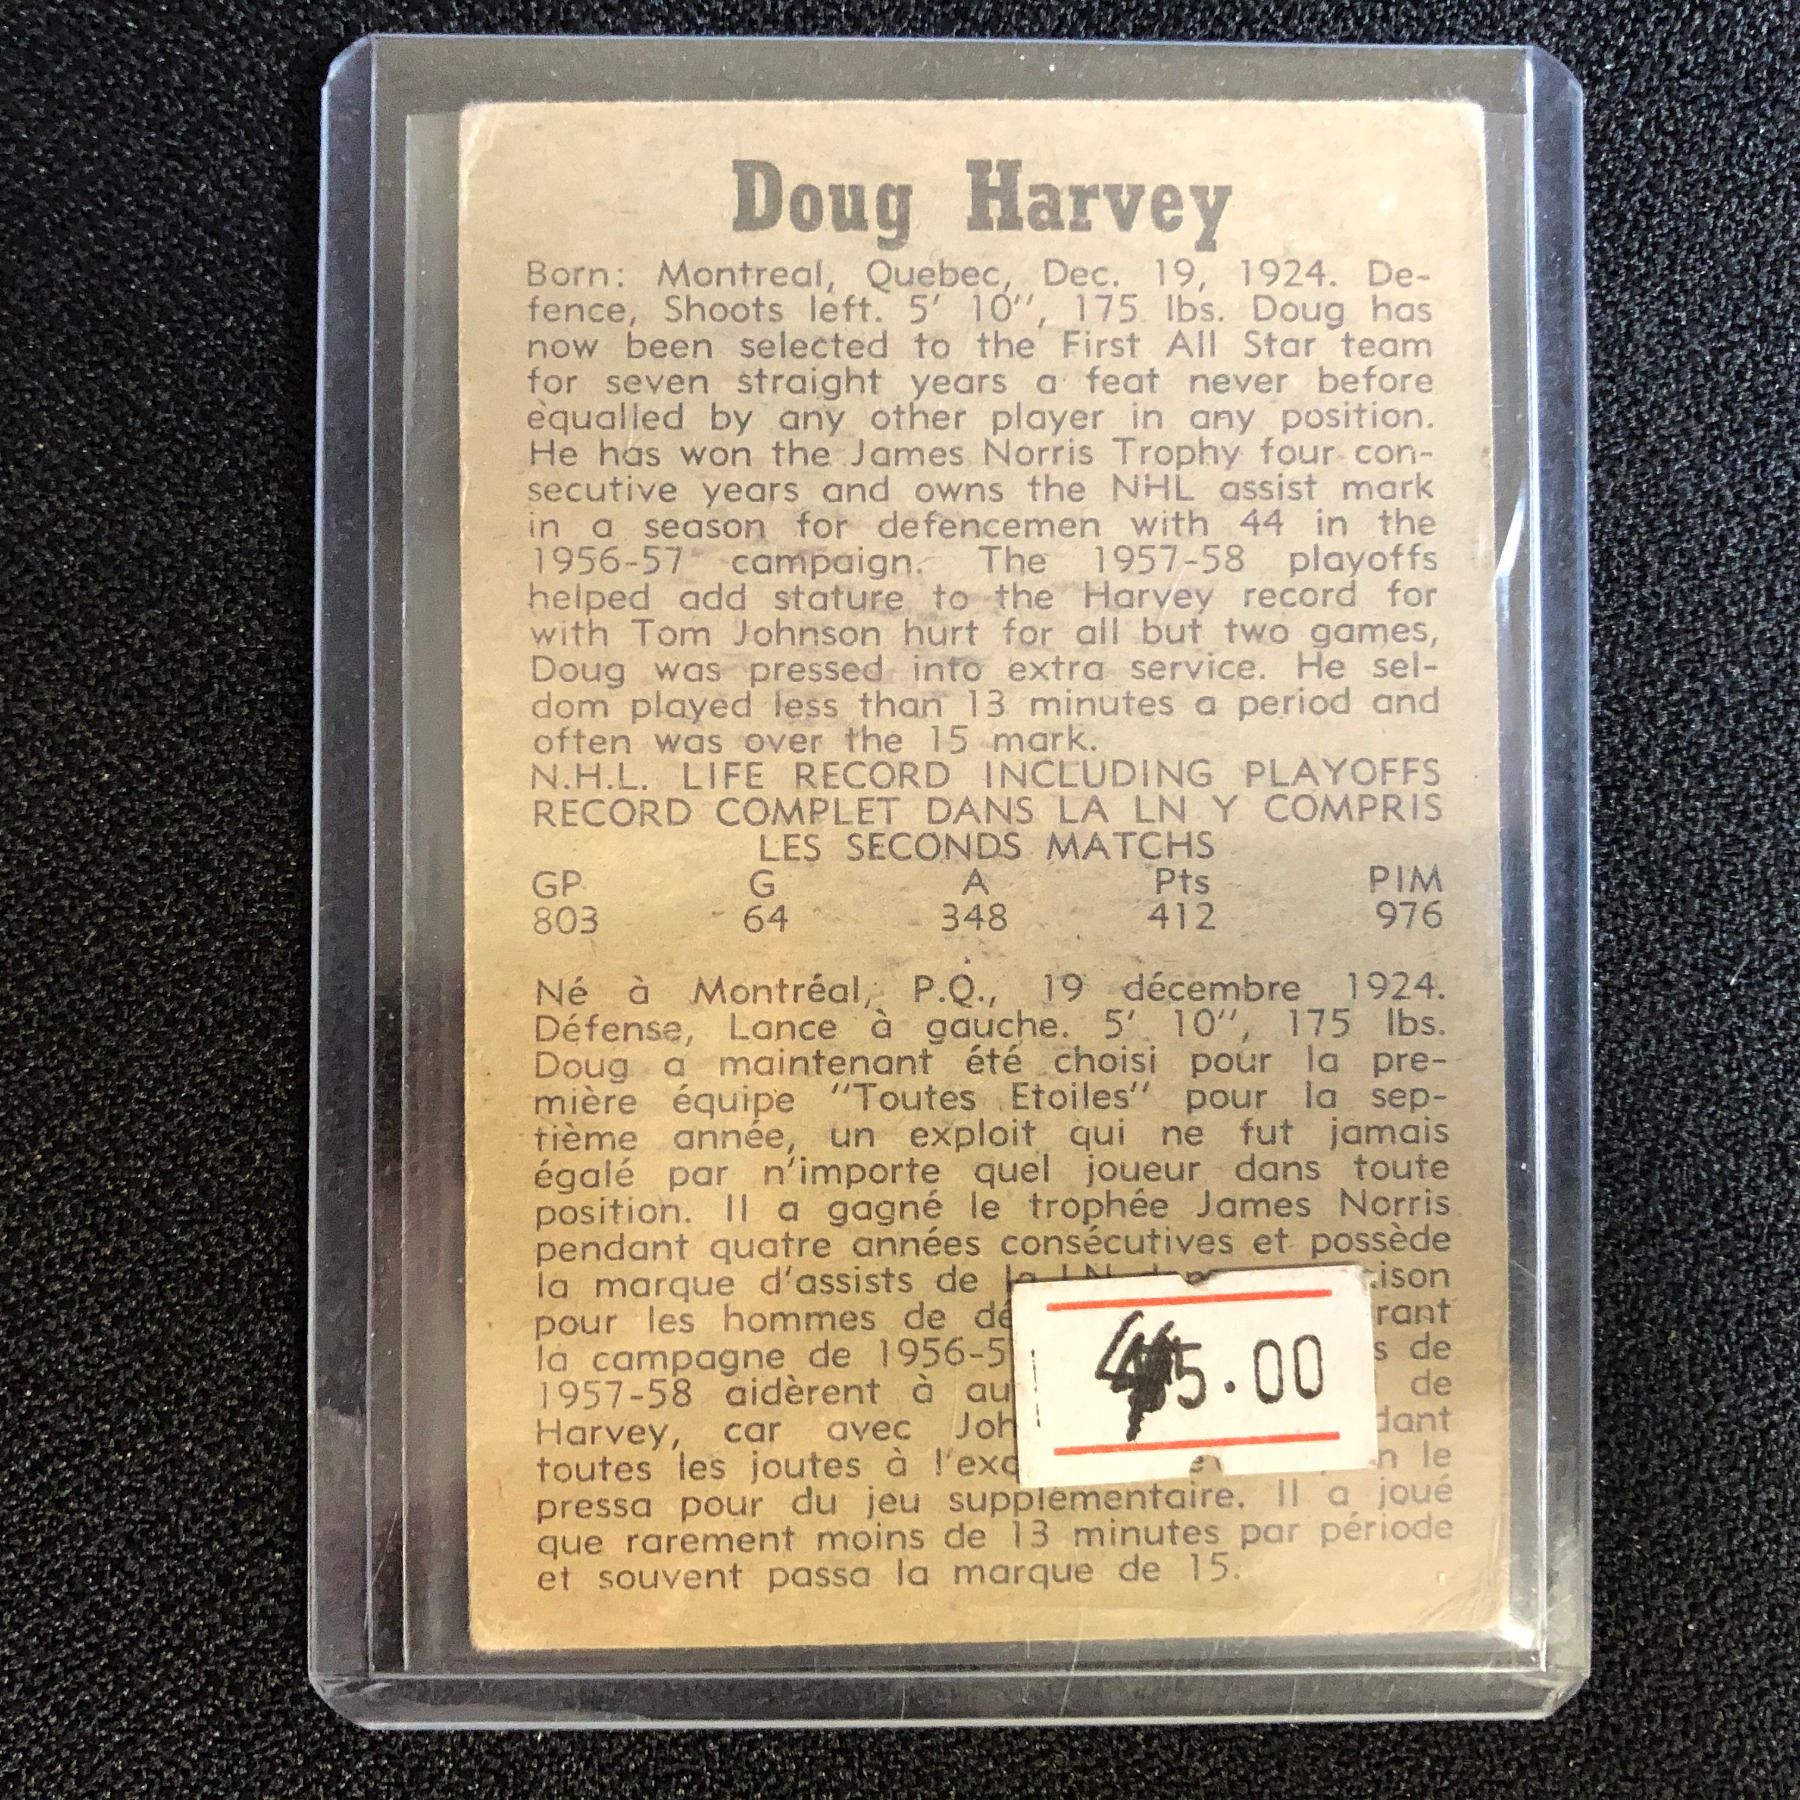 Doug Harvey
Born: Montreal, Quebec, Dec. 19, 1924. De-
fence, Shoots left. 5' 10'', 175 lbs. Doug has
now been selected to the First All Star team
for seven straight years a feat never before
equalled by any other player in any position.
He has won the James Norris Trophy four con-
secutive years and owns the NHL assist mark
in a season for defencemen with 44 in the
1956-57 campaign. The 1957-58 playoffs
helped add stature to the Harvey record for
with Tom Johnson hurt for all but two games,
Doug was pressed into extra service. He sel-
dom played less than 13 minutes a period and
often was over the 15 mark.
N.H.L. LIFE RECORD INCLUDING PLAYOFFS
RECORD COMPLET DANS LA LN Y COMPRIS
LES SECONDS MATCHS
GP G A Pts PIM
803 64 348 412 976
Né à Montréal, P.Q., 19 décembre 1924.
Défense, Lance à gauche. 5' 10'', 175 lbs.
Doug a maintenant été choisi pour la pre-
mière équipe "Toutes Etoiles" pour la sep-
tième année, un exploit qui ne fut jamais
égalé par n'importe quel joueur dans toute
position. Il a gagné le trophée James Norris
pendant quatre années consécutives et possède
la marque d'assists de
pour les hommes de
la campagne de 1956-5 de
1957-58 aidèrent à de
Harvey, car avec
toutes les joutes à le
pressa pour du jeu supplémentaire. Il a joué
que rarement moins de 13 minutes par période
et souvent passa la marque de 15.
45.00